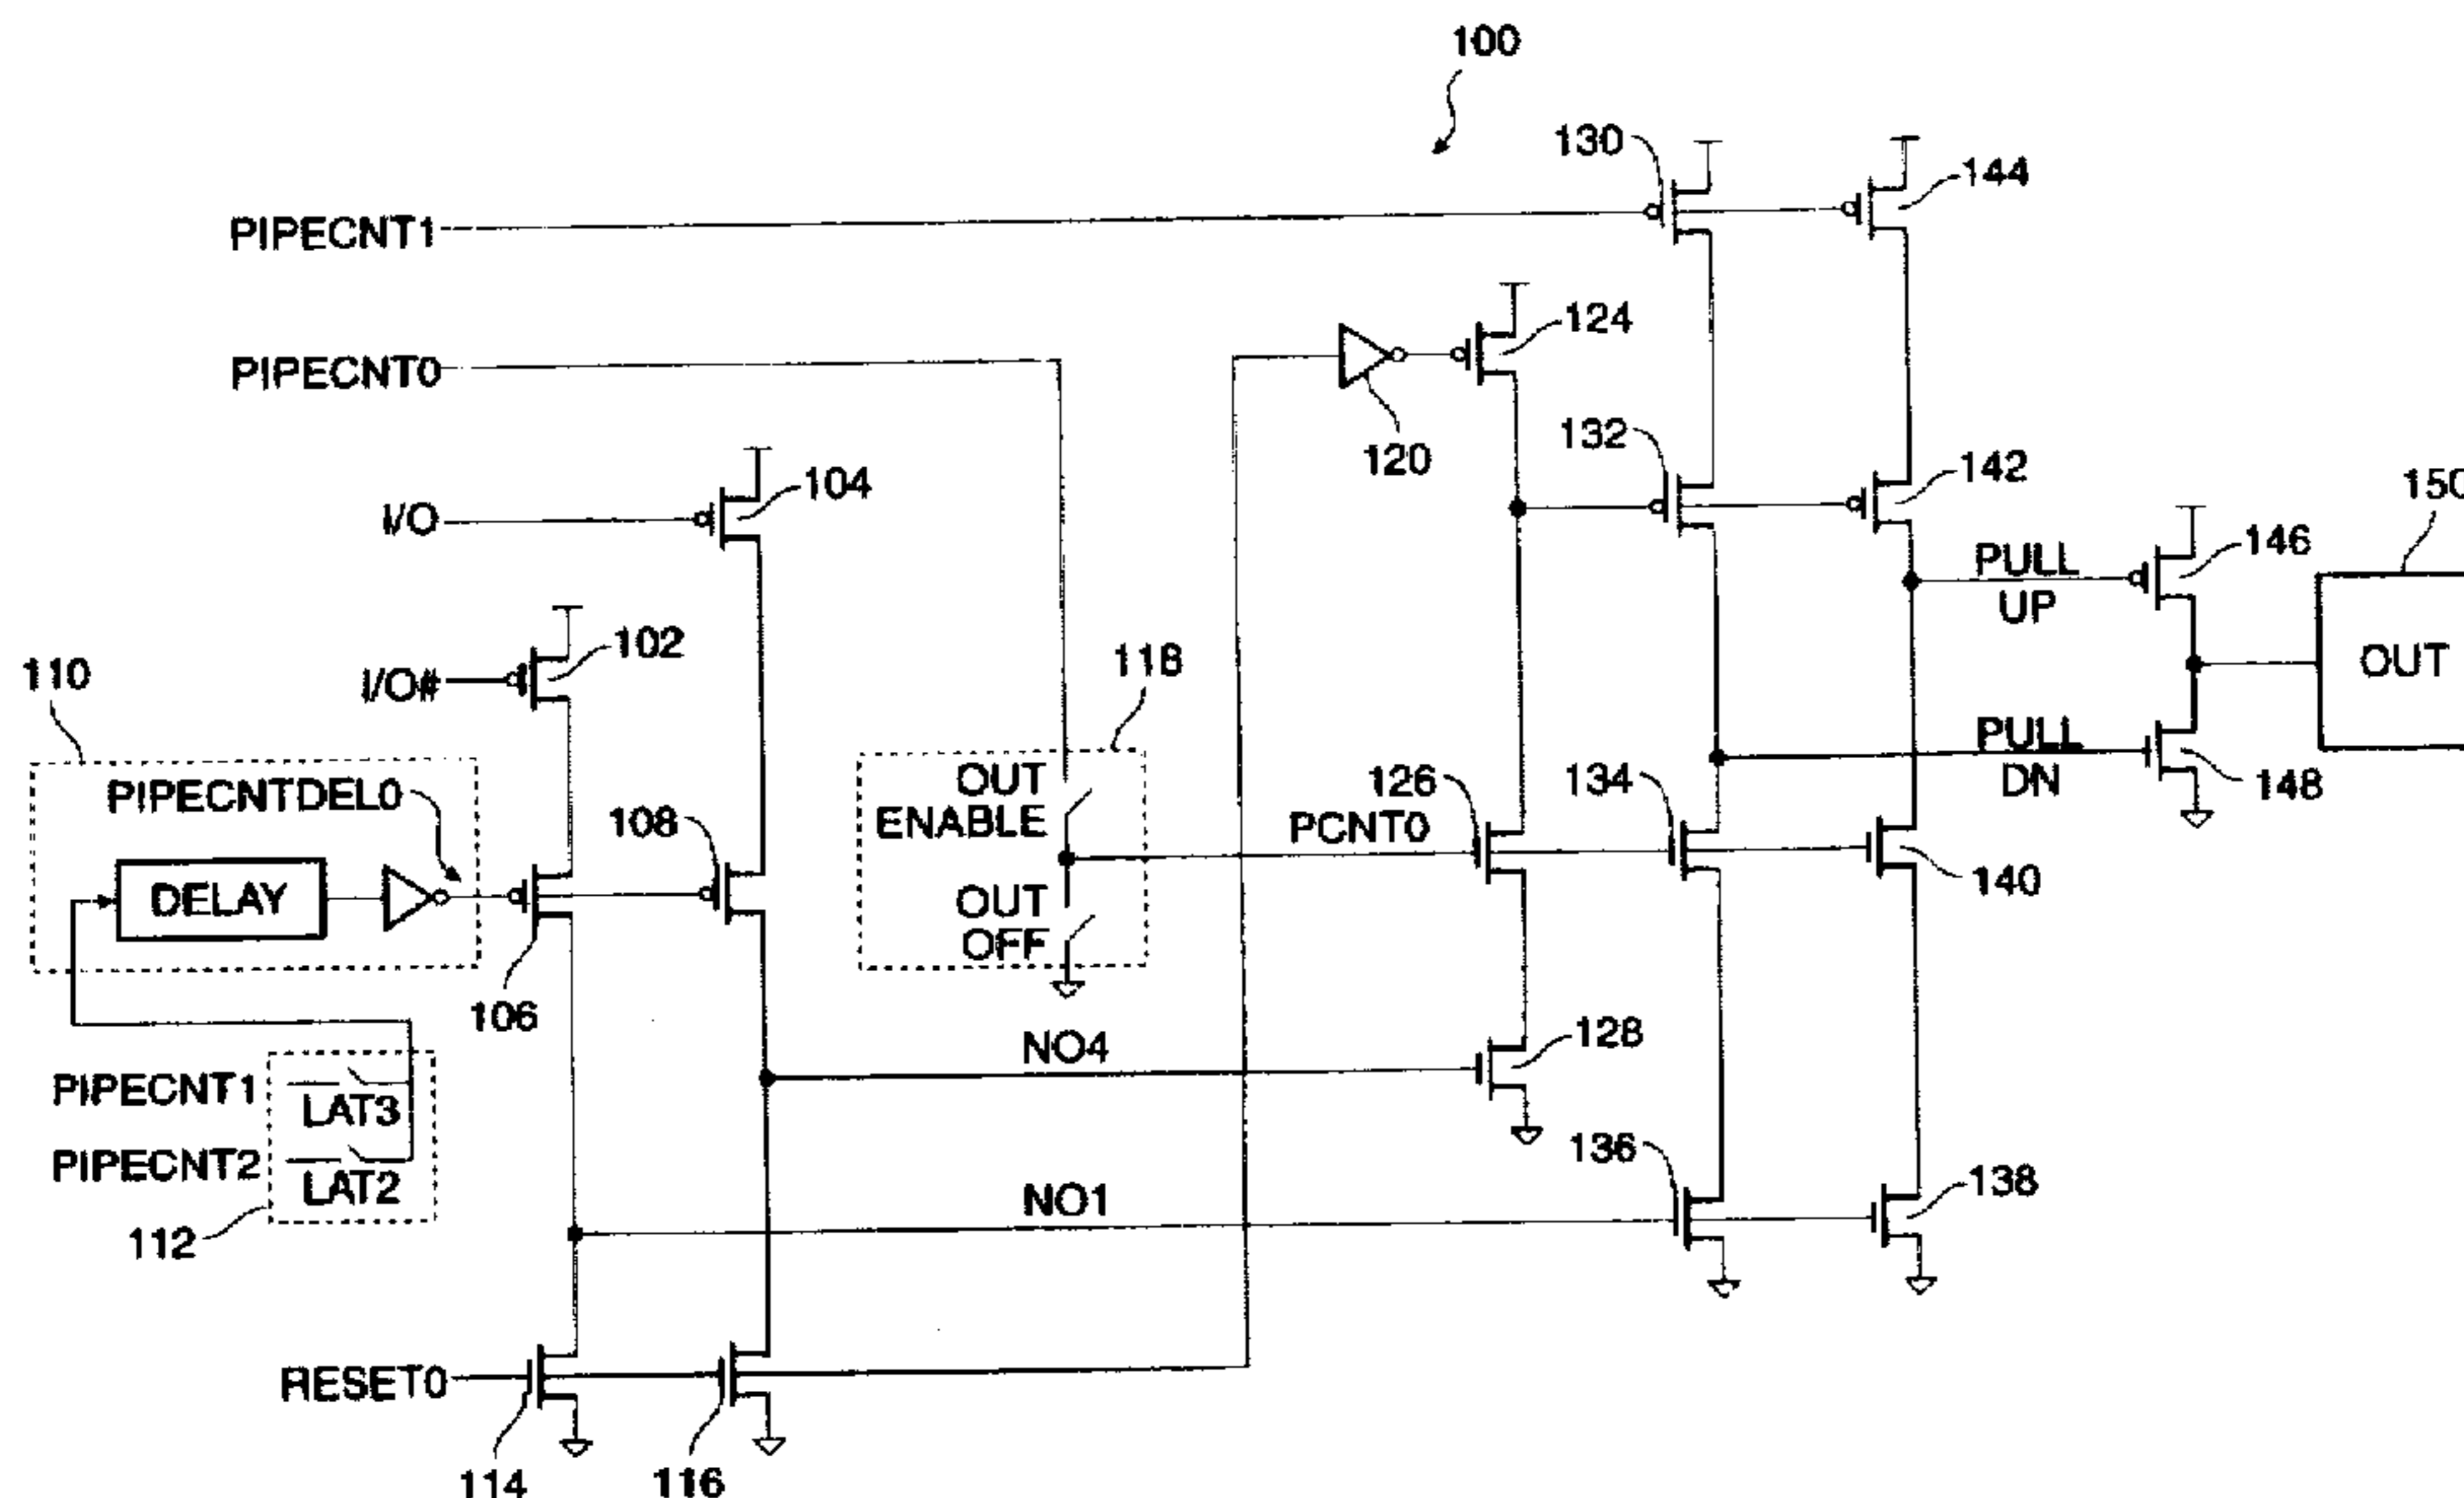 100
130
144
PIPECNT1
124
PIPECNT0
120
132
142
104
I/O
150
PULL
UP
146
102
I/O#
110
118
OUT
PIPECNTDEL0
108
OUT
ENABLE
126
134
PULL
DN
148
PCNT0
140
DELAY
OUT
OFF
106
NO4
128
PIPECNT1
LAT3
PIPECNT2
LAT2
112
136
138
NO1
RESET0
114
116